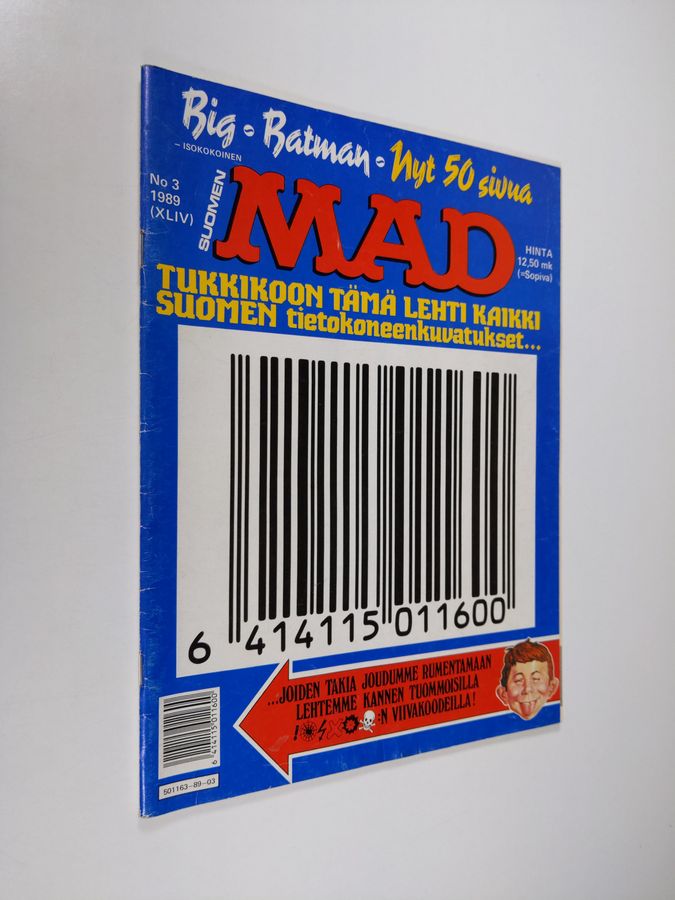 Big - Batman - Nyt 50 sivua
– ISOKOKOINEN
No 3
1989
(XLIV)
SUOMEN
MAD
HINTA
12,50 mk
(=Sopiva)
TUKKIKOON TÄMÄ LEHTI KAIKKI
SUOMEN tietokoneenkuvatukset...
6 414115 011600
...JOIDEN TAKIA JOUDUMME RUMENTAMAAN
LEHTEMME KANNEN TUOMMOISILLA
:N VIIVAKOODEILLA!
6 414115 011600
501163-89-03